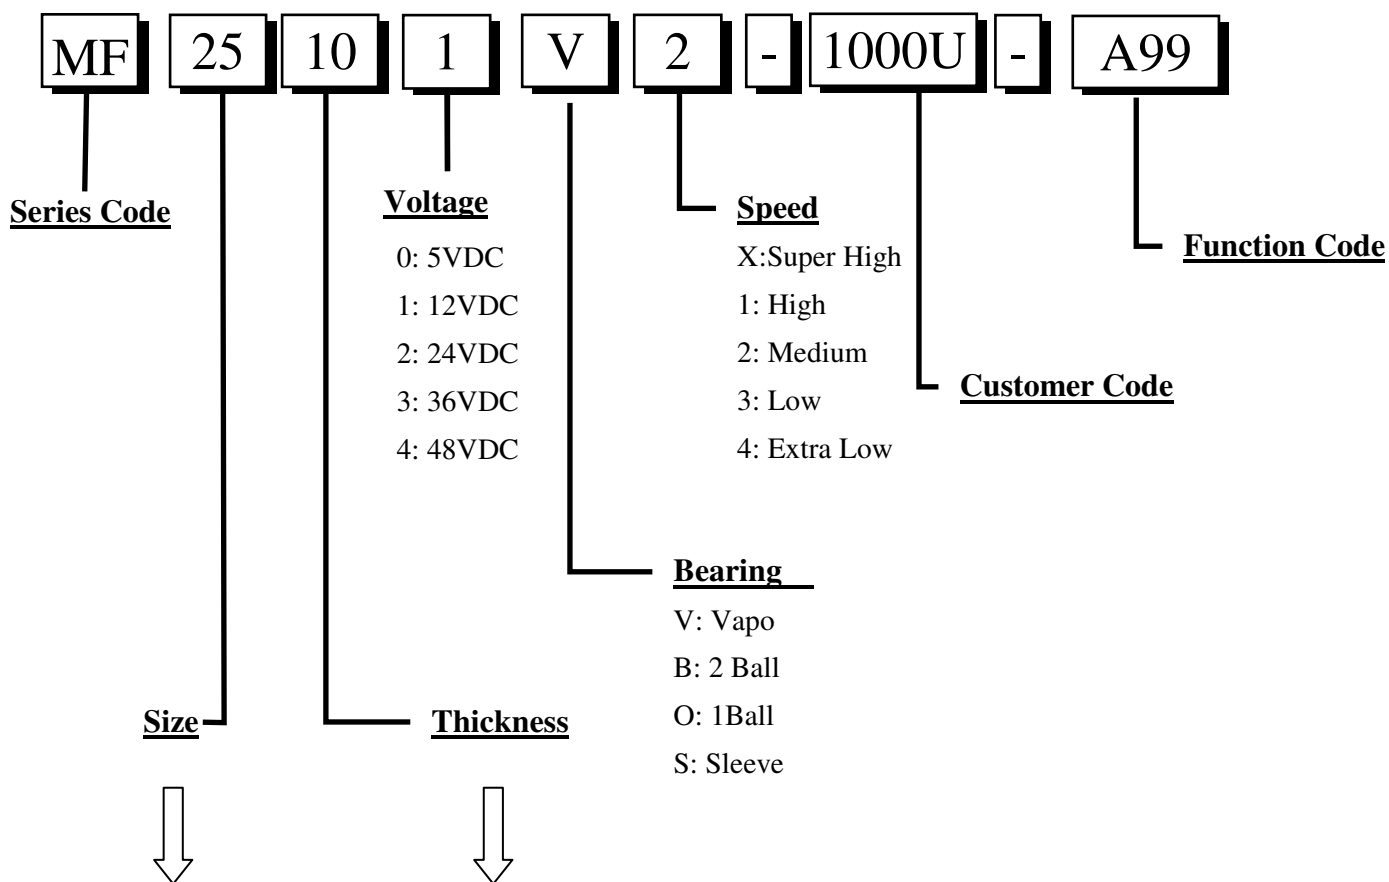 MF 25 10 1 V 2 - 1000U - A99
Series Code
Voltage
0: 5VDC
1: 12VDC
2: 24VDC
3: 36VDC
4: 48VDC
Speed
X:Super High
1: High
2: Medium
3: Low
4: Extra Low
Function Code
Customer Code
Bearing
V: Vapo
B: 2 Ball
O: 1Ball
S: Sleeve
Size
Thickness